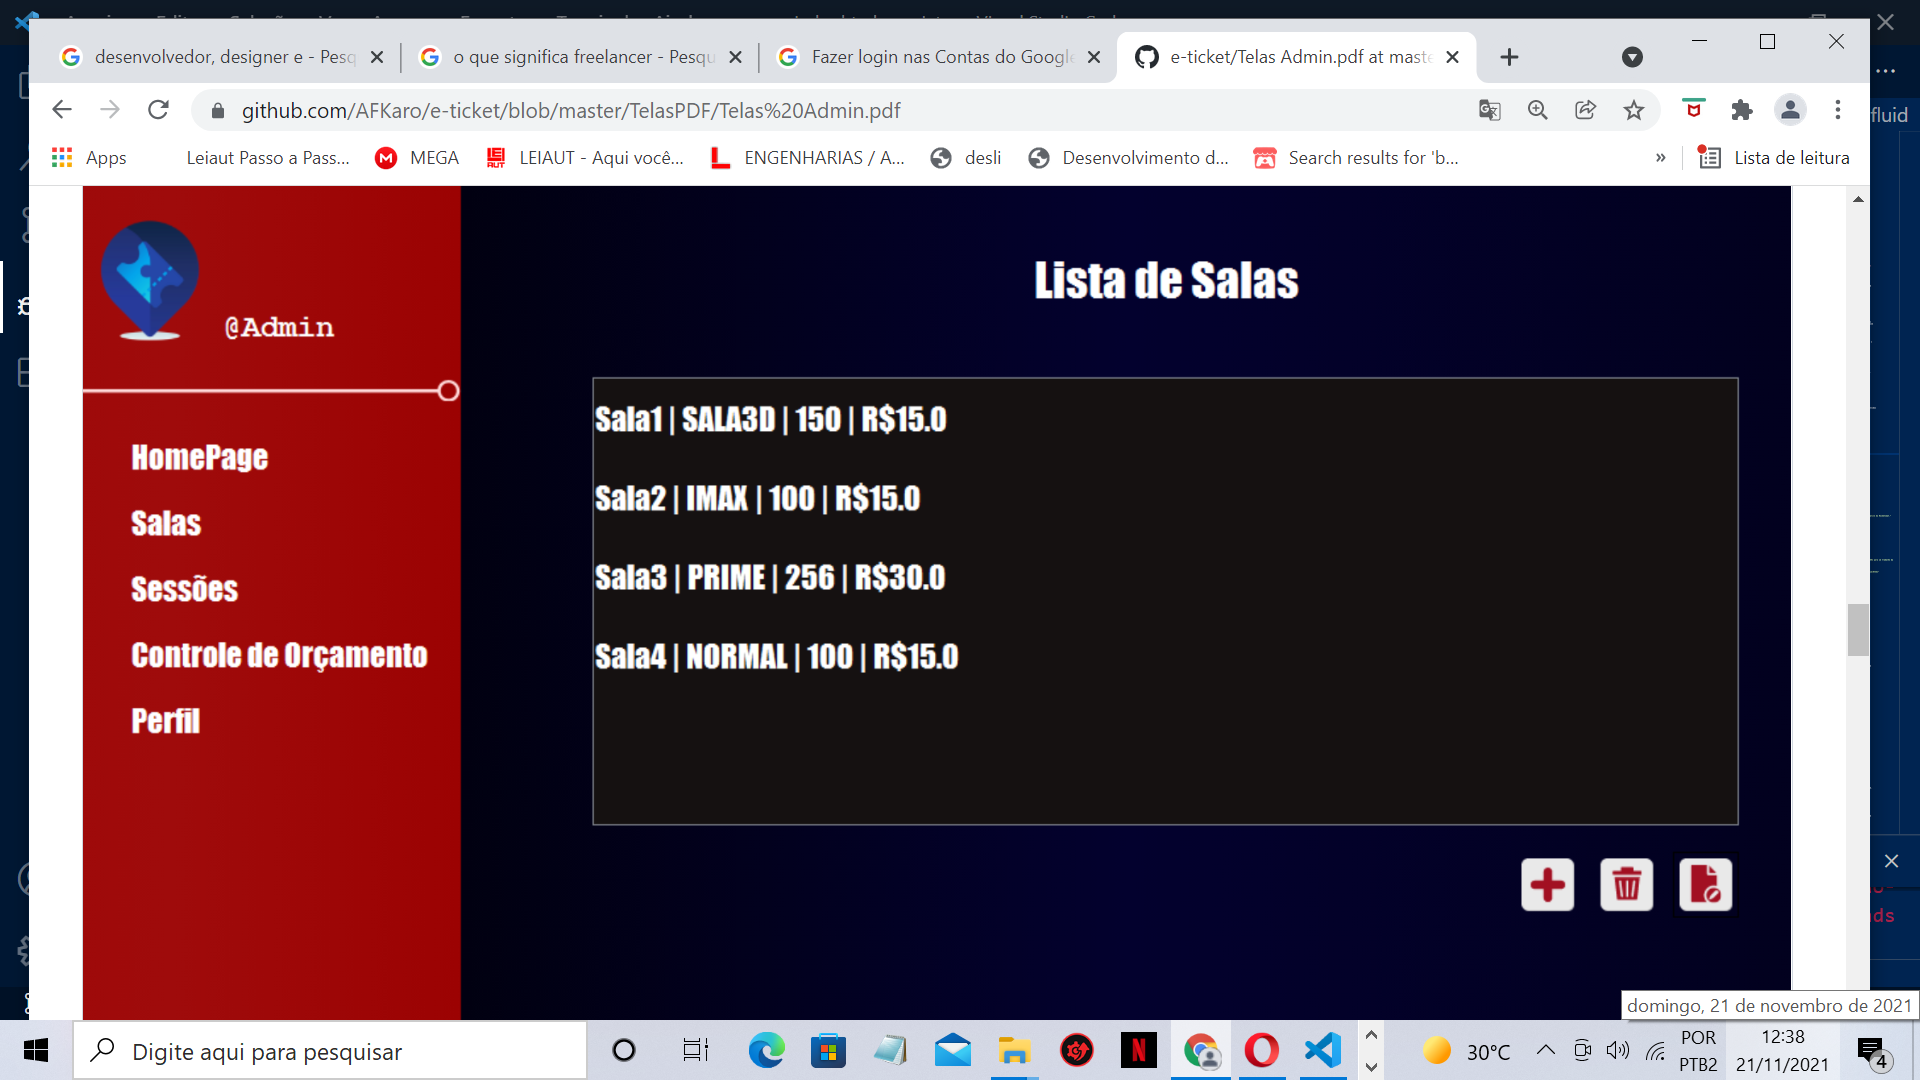 desenvolvedor, designer e - Pesq
o que significa freelancer - Pesqu
Fazer login nas Contas do Google
e-ticket/Telas Admin.pdf at maste
github.com/AFKaro/e-ticket/blob/master/TelasPDF/Telas%20Admin.pdf
fluid
Apps
Leiaut Passo a Pass...
MEGA
LEIAUT - Aqui você...
ENGENHARIAS / A...
desli
Desenvolvimento d...
Search results for 'b...
»
Lista de leitura
@Admin
HomePage
Salas
Sessões
Controle de Orçamento
Perfil
Lista de Salas
Sala1 | SALA3D | 150 | R$15.0
Sala2 | IMAX | 100 | R$15.0
Sala3 | PRIME | 256 | R$30.0
Sala4 | NORMAL | 100 | R$15.0
ds
domingo, 21 de novembro de 2021
Digite aqui para pesquisar
30°C
POR
PTB2
12:38
21/11/2021
4